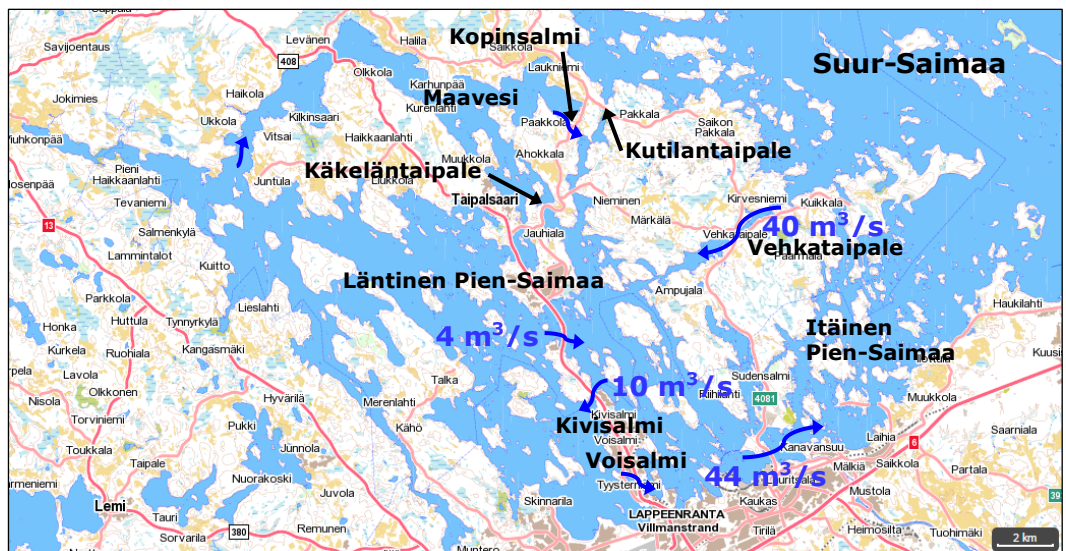 Savijoentaus
Levänen
Halila
Saikkola
Kopinsalmi
Suur-Saimaa
408
Olkkola
Laukniemi
Karhunpää
Haikola
Jokimies
Maavesi
Kurenlahti
Pakkala
Ukkola
Kilkinsaari
Paakkola
Saikon
Pakkala
Vitsai
Haikkaanlahti
Ahokkala
Kutilantaipale
Muukkola
Pieni
Haikkaanlahti
Käkeläntaipale
Juntula
Liukkola
Taipalsaari
Nieminen
Kirvesniemi
Kuikkala
Tevaniemi
Märkälä
13
40 m³/s
Salmenkylä
Jauhiala
Vehkataipale
Vehkataipale
Lammintalot
Kuitto
Läntinen Pien-Saimaa
Ampujala
Parkkola
Lieslahti
Haukilahti
Huttula
Tynnyrkylä
Honka
4 m³/s
Itäinen
Pien-Saimaa
Kurkela
Ruohiala
Kangasmäki
Lavola
Talka
10 m³/s
Sudensalmi
Olkkonen
Riihilahti
Nisola
Hyvärilä
Merenlahti
4081
Muukkola
Torviniemi
Kivisalmi
Pukki
Kähö
Kivisalmi
Laihia
6
Saarniala
Toukkala
Voisalmi
Kanavansuu
Junnola
Voisalmi
Taipale
Mälkiä
Saikkola
Partala
Nuorokoski
44 m³/s
Tyysterniemi
Mustola
Juvola
Skinnarila
Kaukas
Lemi
LAPPEENRANTA
Villmanstrand
Tauri
380
Remunen
Tirilä
Heimosilta
Tuohimäki
Sorvarila
Muntero
2 km